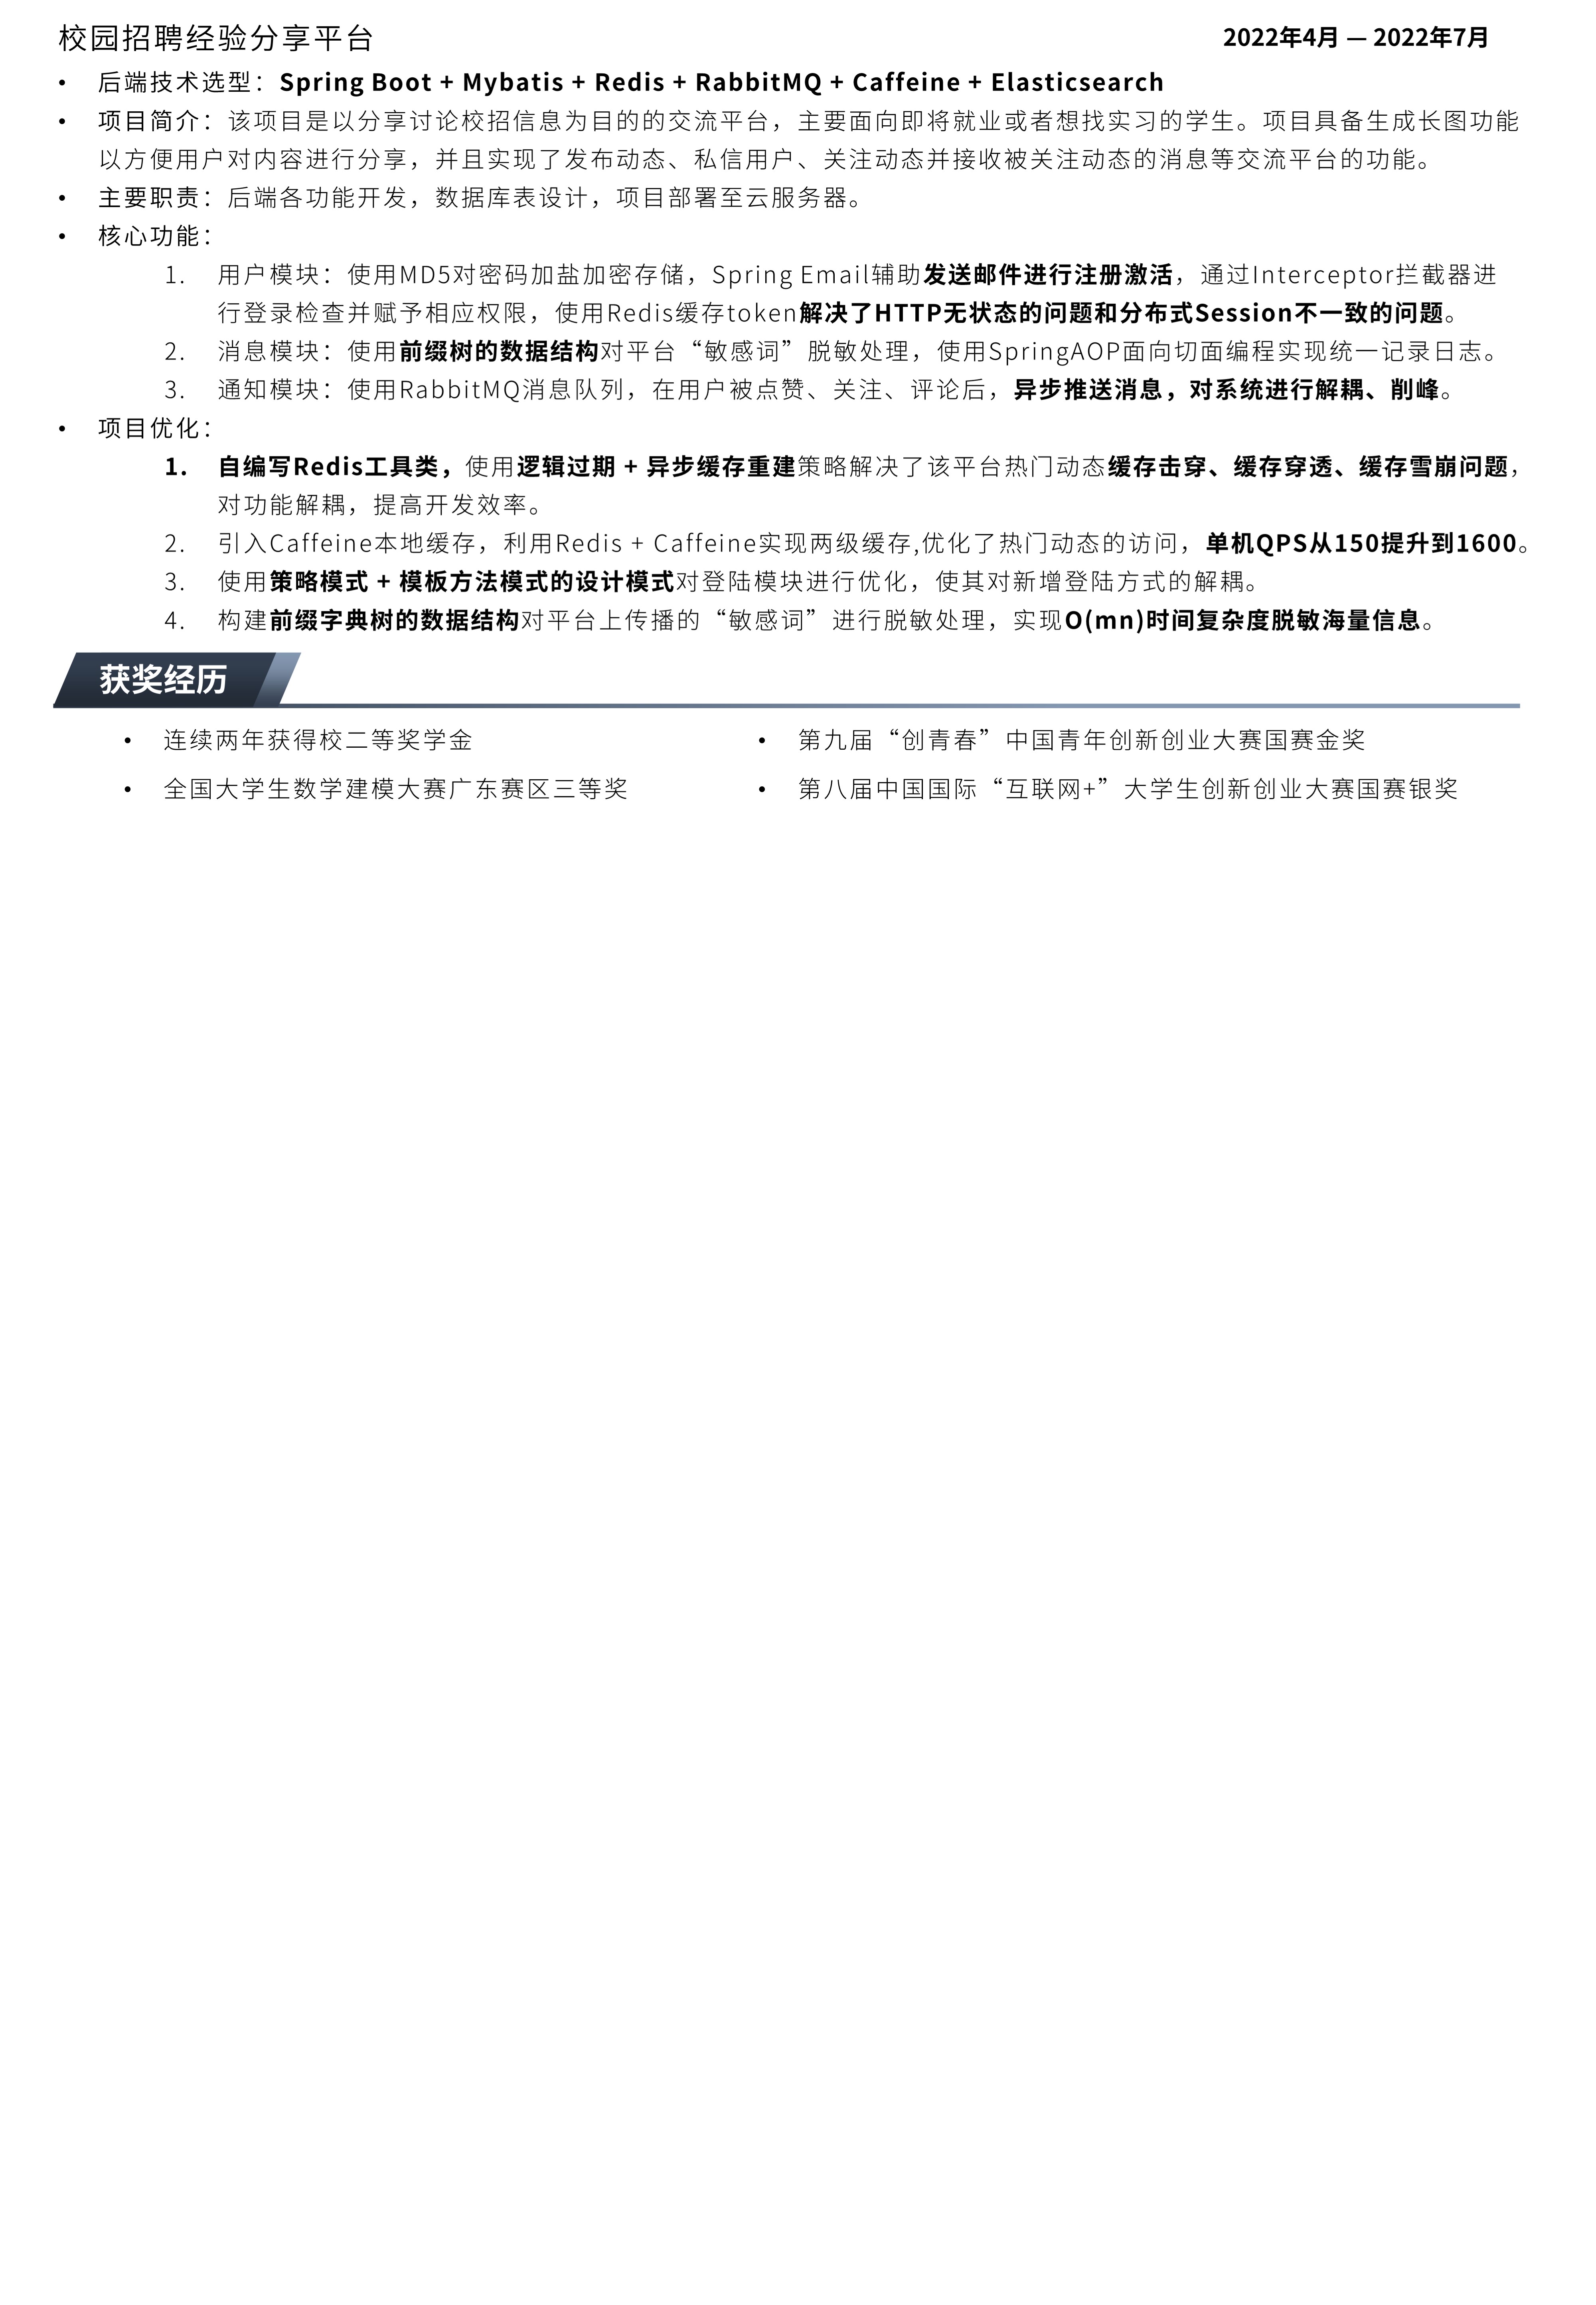 校园招聘经验分享平台 2022年4月 — 2022年7月
• 后端技术选型：Spring Boot + Mybatis + Redis + RabbitMQ + Caffeine + Elasticsearch
• 项目简介：该项目是以分享讨论校招信息为目的的交流平台，主要面向即将就业或者想找实习的学生。项目具备生成长图功能
以方便用户对内容进行分享，并且实现了发布动态、私信用户、关注动态并接收被关注动态的消息等交流平台的功能。
• 主要职责：后端各功能开发，数据库表设计，项目部署至云服务器。
• 核心功能：
1. 用户模块：使用MD5对密码加盐加密存储，Spring Email辅助发送邮件进行注册激活，通过Interceptor拦截器进
行登录检查并赋予相应权限，使用Redis缓存token解决了HTTP无状态的问题和分布式Session不一致的问题。
2. 消息模块：使用前缀树的数据结构对平台“敏感词”脱敏处理，使用SpringAOP面向切面编程实现统一记录日志。
3. 通知模块：使用RabbitMQ消息队列，在用户被点赞、关注、评论后，异步推送消息，对系统进行解耦、削峰。
• 项目优化：
1. 自编写Redis工具类，使用逻辑过期 + 异步缓存重建策略解决了该平台热门动态缓存击穿、缓存穿透、缓存雪崩问题，
对功能解耦，提高开发效率。
2. 引入Caffeine本地缓存，利用Redis + Caffeine实现两级缓存,优化了热门动态的访问，单机QPS从150提升到1600。
3. 使用策略模式 + 模板方法模式的设计模式对登陆模块进行优化，使其对新增登陆方式的解耦。
4. 构建前缀字典树的数据结构对平台上传播的“敏感词”进行脱敏处理，实现O(mn)时间复杂度脱敏海量信息。
获奖经历
• 连续两年获得校二等奖学金 • 第九届“创青春”中国青年创新创业大赛国赛金奖
• 全国大学生数学建模大赛广东赛区三等奖 • 第八届中国国际“互联网+”大学生创新创业大赛国赛银奖